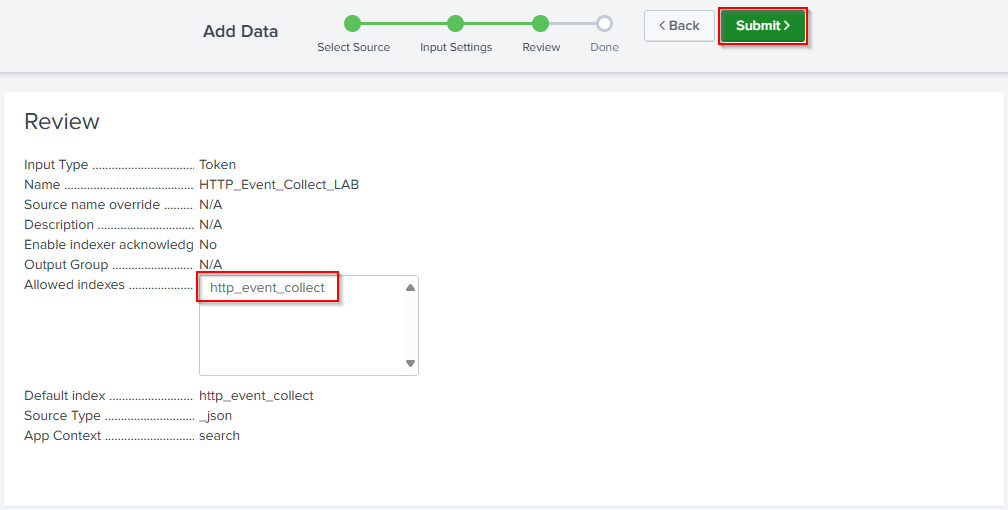 Add Data
Select Source
Input Settings
Review
Done
< Back
Submit >
Review
Input Type ................................. Token
Name ....................................... HTTP_Event_Collect_LAB
Source name override ......... N/A
Description ............................. N/A
Enable indexer acknowledg No
Output Group ......................... N/A
Allowed indexes ....................
http_event_collect
Default index .......................... http_event_collect
Source Type ........................... _json
App Context ........................... search